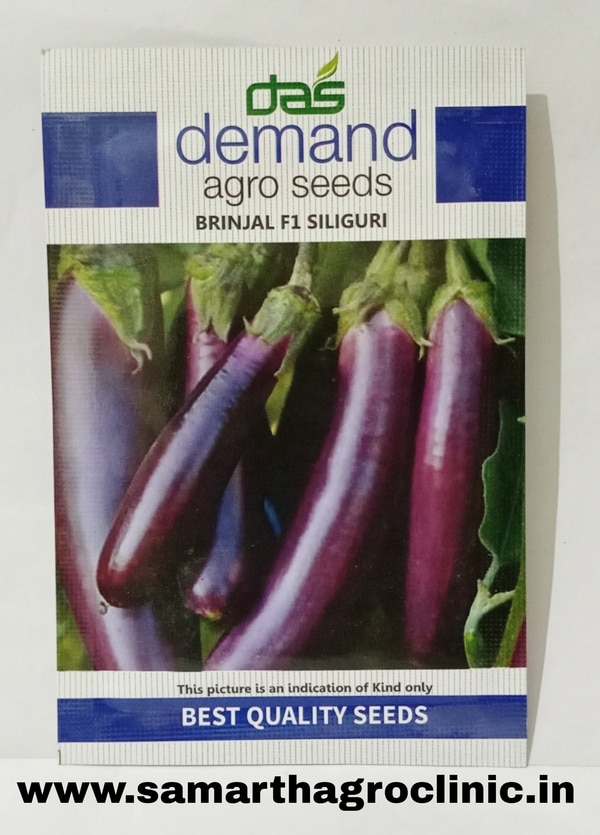 das
demand
agro seeds
BRINJAL F1 SILIGURI
This picture is an indication of Kind only
BEST QUALITY SEEDS
www.samarthagroclinic.in